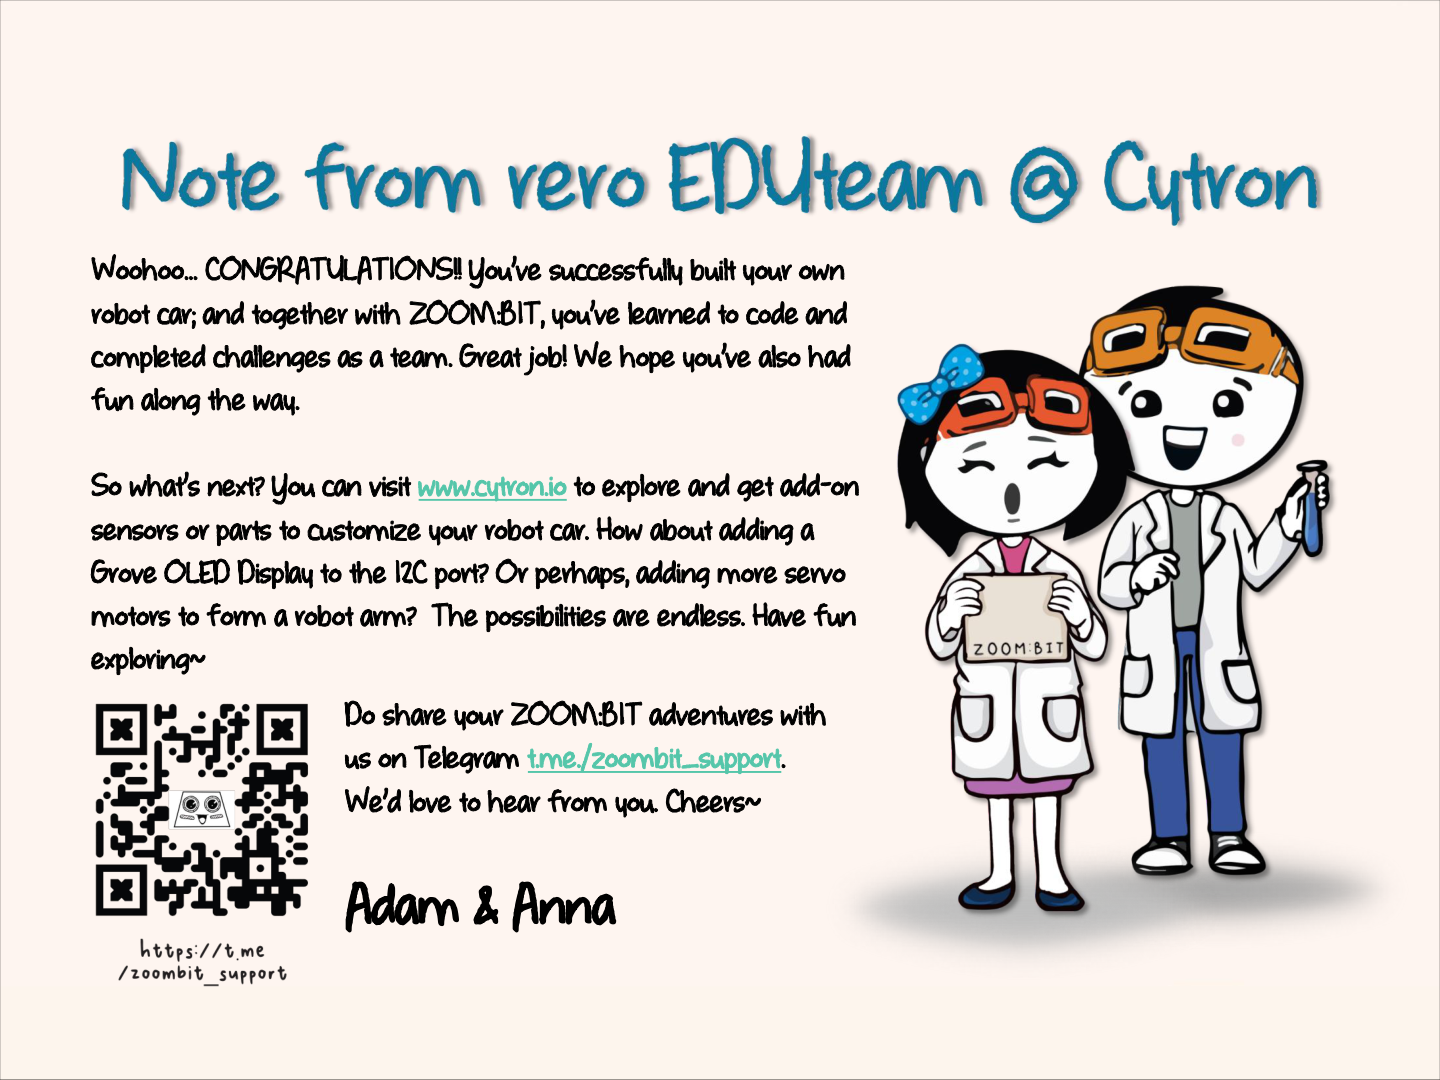 Note from rero EDUteam @ Cytron
Woohoo... CONGRATULATIONS!! You've successfully built your own
robot car; and together with ZOOM:BIT, you've learned to code and
completed challenges as a team. Great job! We hope you've also had
fun along the way.
So what's next? You can visit www.cytron.io to explore and get add-on
sensors or parts to customize your robot car. How about adding a
Grove OLED Display to the I2C port? Or perhaps, adding more servo
motors to form a robot arm? The possibilities are endless. Have fun
exploring~
Do share your ZOOM:BIT adventures with
us on Telegram t.me./zoombit_support.
We'd love to hear from you. Cheers~
Adam & Anna
https://t.me
/zoombit_support
ZOOM:BIT